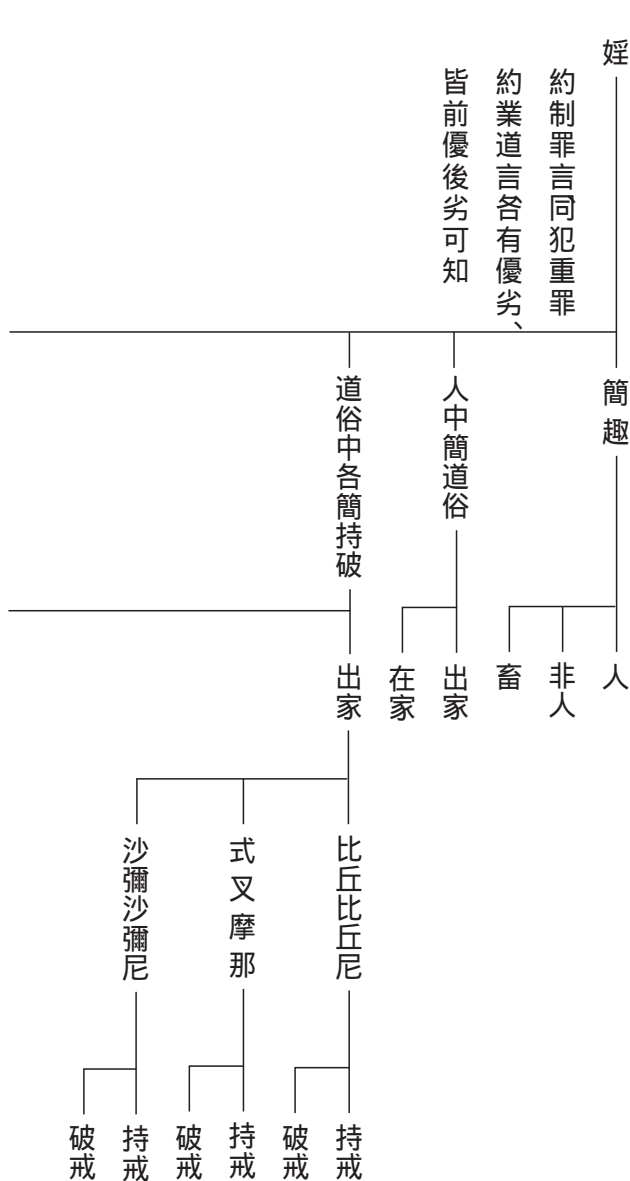 婬
約制罪言同犯重罪
約業道言各有優劣、
皆前優後劣可知
簡趣
人
非人
畜
人中簡道俗
出家
在家
道俗中各簡持破
出家
比丘比丘尼
持戒
破戒
式叉摩那
持戒
破戒
沙彌沙彌尼
持戒
破戒